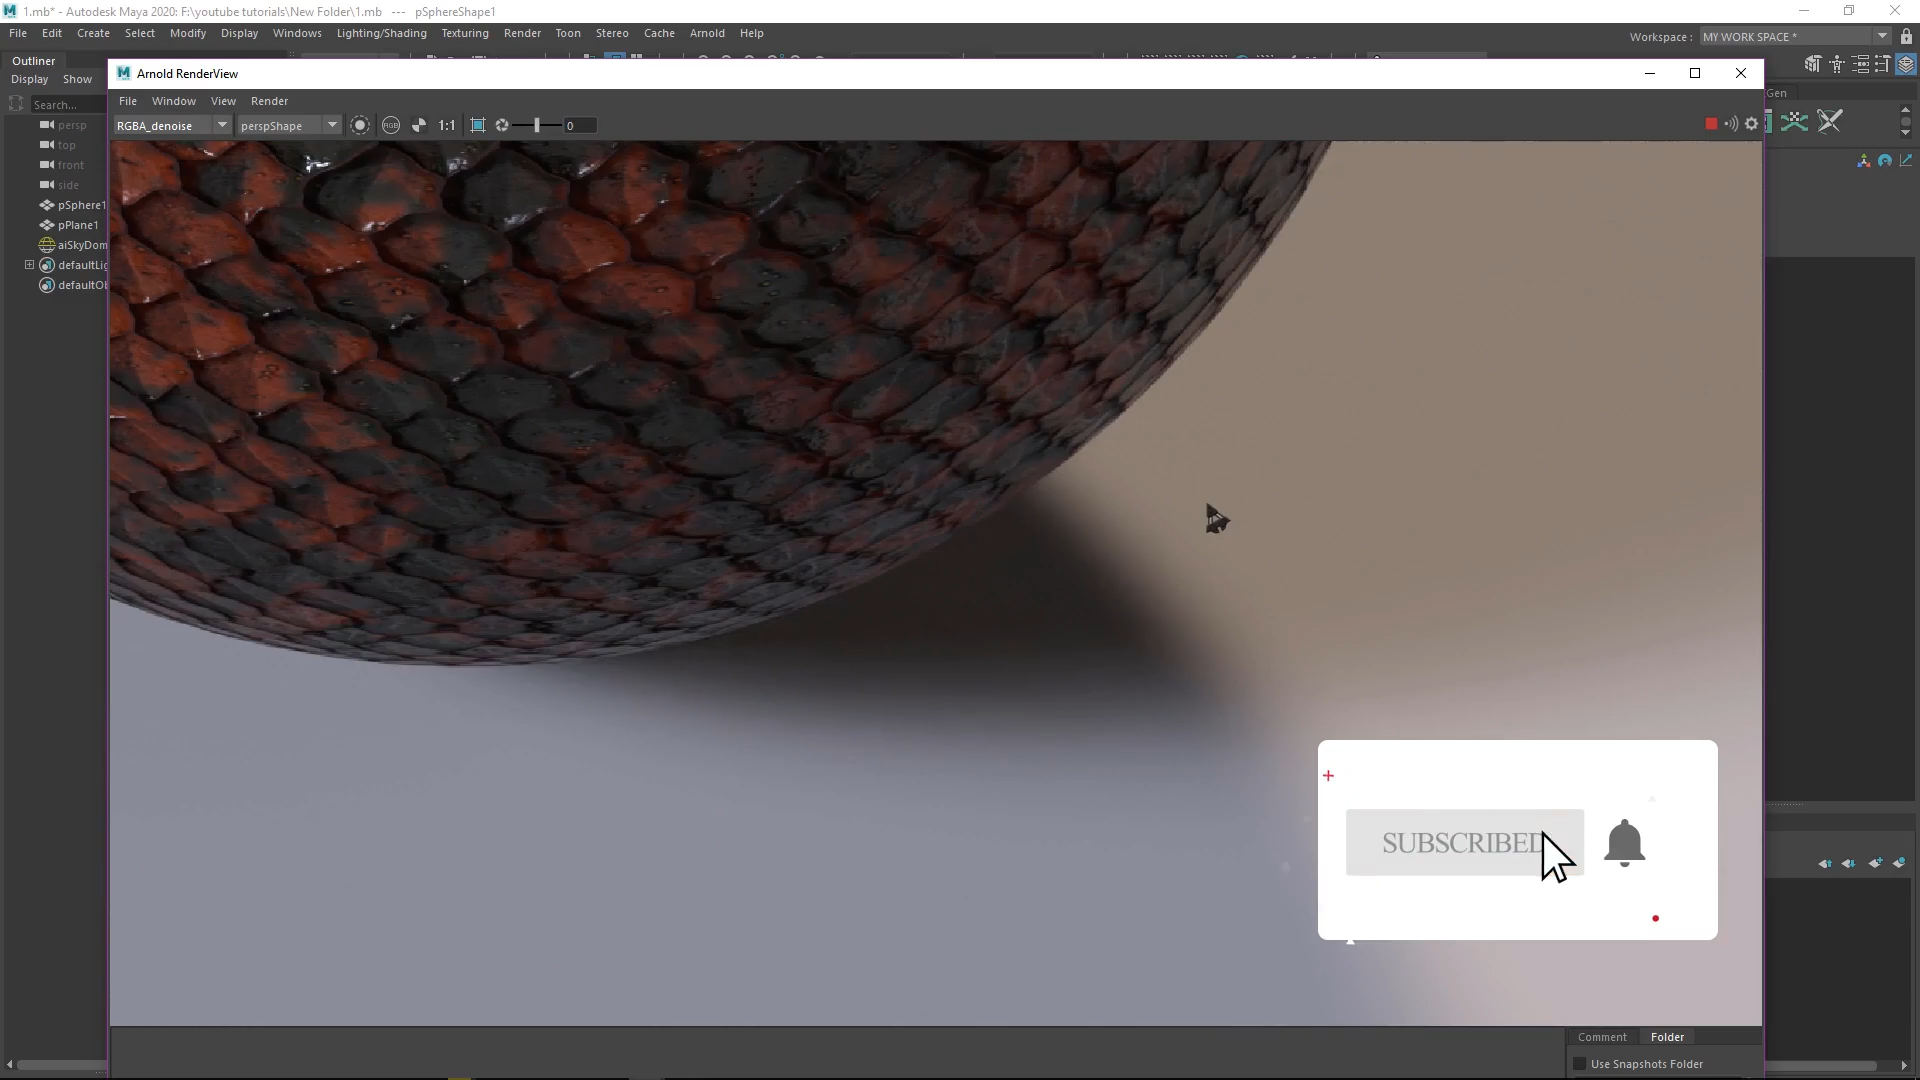 1.mb* - Autodesk Maya 2020: F:\youtube tutorials\New Folder\1.mb --- pSphereShape1
File Edit Create Select Modify Display Windows Lighting/Shading Texturing Render Toon Stereo Cache Arnold Help
Workspace : MY WORK SPACE *
Outliner
Display Show
Search...
persp
top
front
side
pSphere1
pPlane1
aiSkyDom
defaultLig
defaultOb
Arnold RenderView
File Window View Render
RGBA_denoise perspShape RGB 1:1 0
Gen
SUBSCRIBED
Comment Folder
Use Snapshots Folder